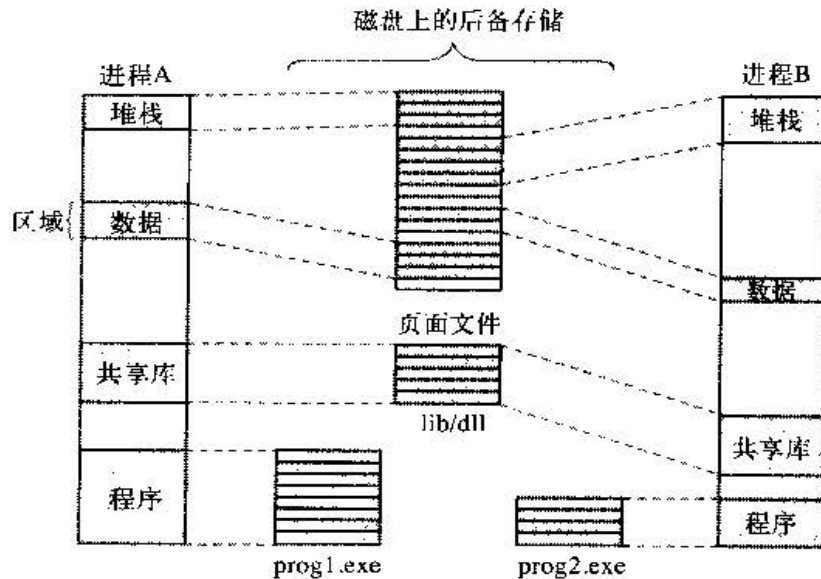 磁盘上的后备存储
进程A
进程B
堆栈
堆栈
区域
数据
数据
页面文件
共享库
lib/dll
共享库
程序
程序
prog1.exe
prog2.exe